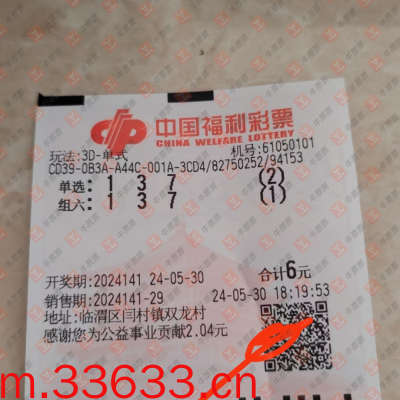 中国福利彩票
CHINA WELFARE LOTTERY
玩法:3D-单式 机号:61050101
CD39-0B3A-A44C-001A-3CD4/82750252/94153
单选: 1 3 7 (2)
组六: 1 3 7 (1)
开奖期:2024141 24-05-30 合计6元
销售期:2024141-29 24-05-30 18:19:53
地址:临渭区闫村镇双龙村
感谢您为公益事业贡献2.04元
m.33633.cn